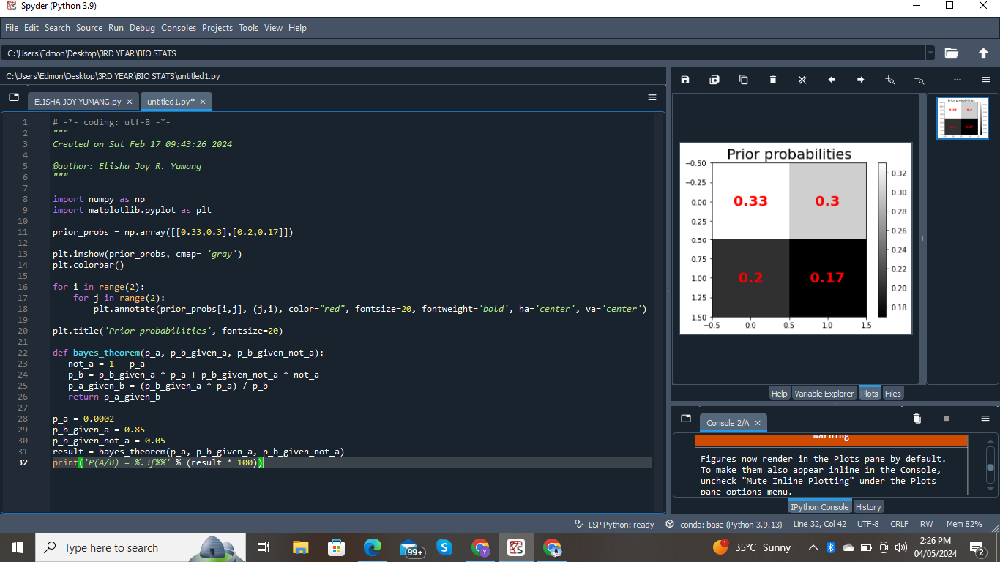 Spyder (Python 3.9)
File Edit Search Source Run Debug Consoles Projects Tools View Help
C:\Users\Edmon\Desktop\3RD YEAR\BIO STATS
C:\Users\Edmon\Desktop\3RD YEAR\BIO STATS\untitled1.py
ELISHA JOY YUMANG.py untitled1.py*
1 # -*- coding: utf-8 -*-
2 """
3 Created on Sat Feb 17 09:43:26 2024
4
5 @author: Elisha Joy R. Yumang
6 """
7
8 import numpy as np
9 import matplotlib.pyplot as plt
10
11 prior_probs = np.array([[0.33,0.3],[0.2,0.17]])
12
13 plt.imshow(prior_probs, cmap= 'gray')
14 plt.colorbar()
15
16 for i in range(2):
17     for j in range(2):
18         plt.annotate(prior_probs[i,j], (j,i), color="red", fontsize=20, fontweight='bold', ha='center', va='center')
19
20 plt.title('Prior probabilities', fontsize=20)
21
22 def bayes_theorem(p_a, p_b_given_a, p_b_given_not_a):
23    not_a = 1 - p_a
24    p_b = p_b_given_a * p_a + p_b_given_not_a * not_a
25    p_a_given_b = (p_b_given_a * p_a) / p_b
26    return p_a_given_b
27
28 p_a = 0.0002
29 p_b_given_a = 0.85
30 p_b_given_not_a = 0.05
31 result = bayes_theorem(p_a, p_b_given_a, p_b_given_not_a)
32 print('P(A/B) = %.3f%%' % (result * 100))
Prior probabilities
−0.50
−0.25
0.00
0.25
0.50
0.75
1.00
1.25
1.50
0.33 0.3
0.2 0.17
−0.5 0.0 0.5 1.0 1.5
0.32
0.30
0.28
0.26
0.24
0.22
0.20
0.18
Prior probabilities
0.33 0.3
0.2 0.17
Help Variable Explorer Plots Files
Console 2/A
Warning
Figures now render in the Plots pane by default.
To make them also appear inline in the Console,
uncheck "Mute Inline Plotting" under the Plots
pane options menu.
IPython Console History
LSP Python: ready conda: base (Python 3.9.13) Line 32, Col 42 UTF-8 CRLF RW Mem 82%
Type here to search
99+
Y
1
35°C Sunny
2:26 PM
04/05/2024
2